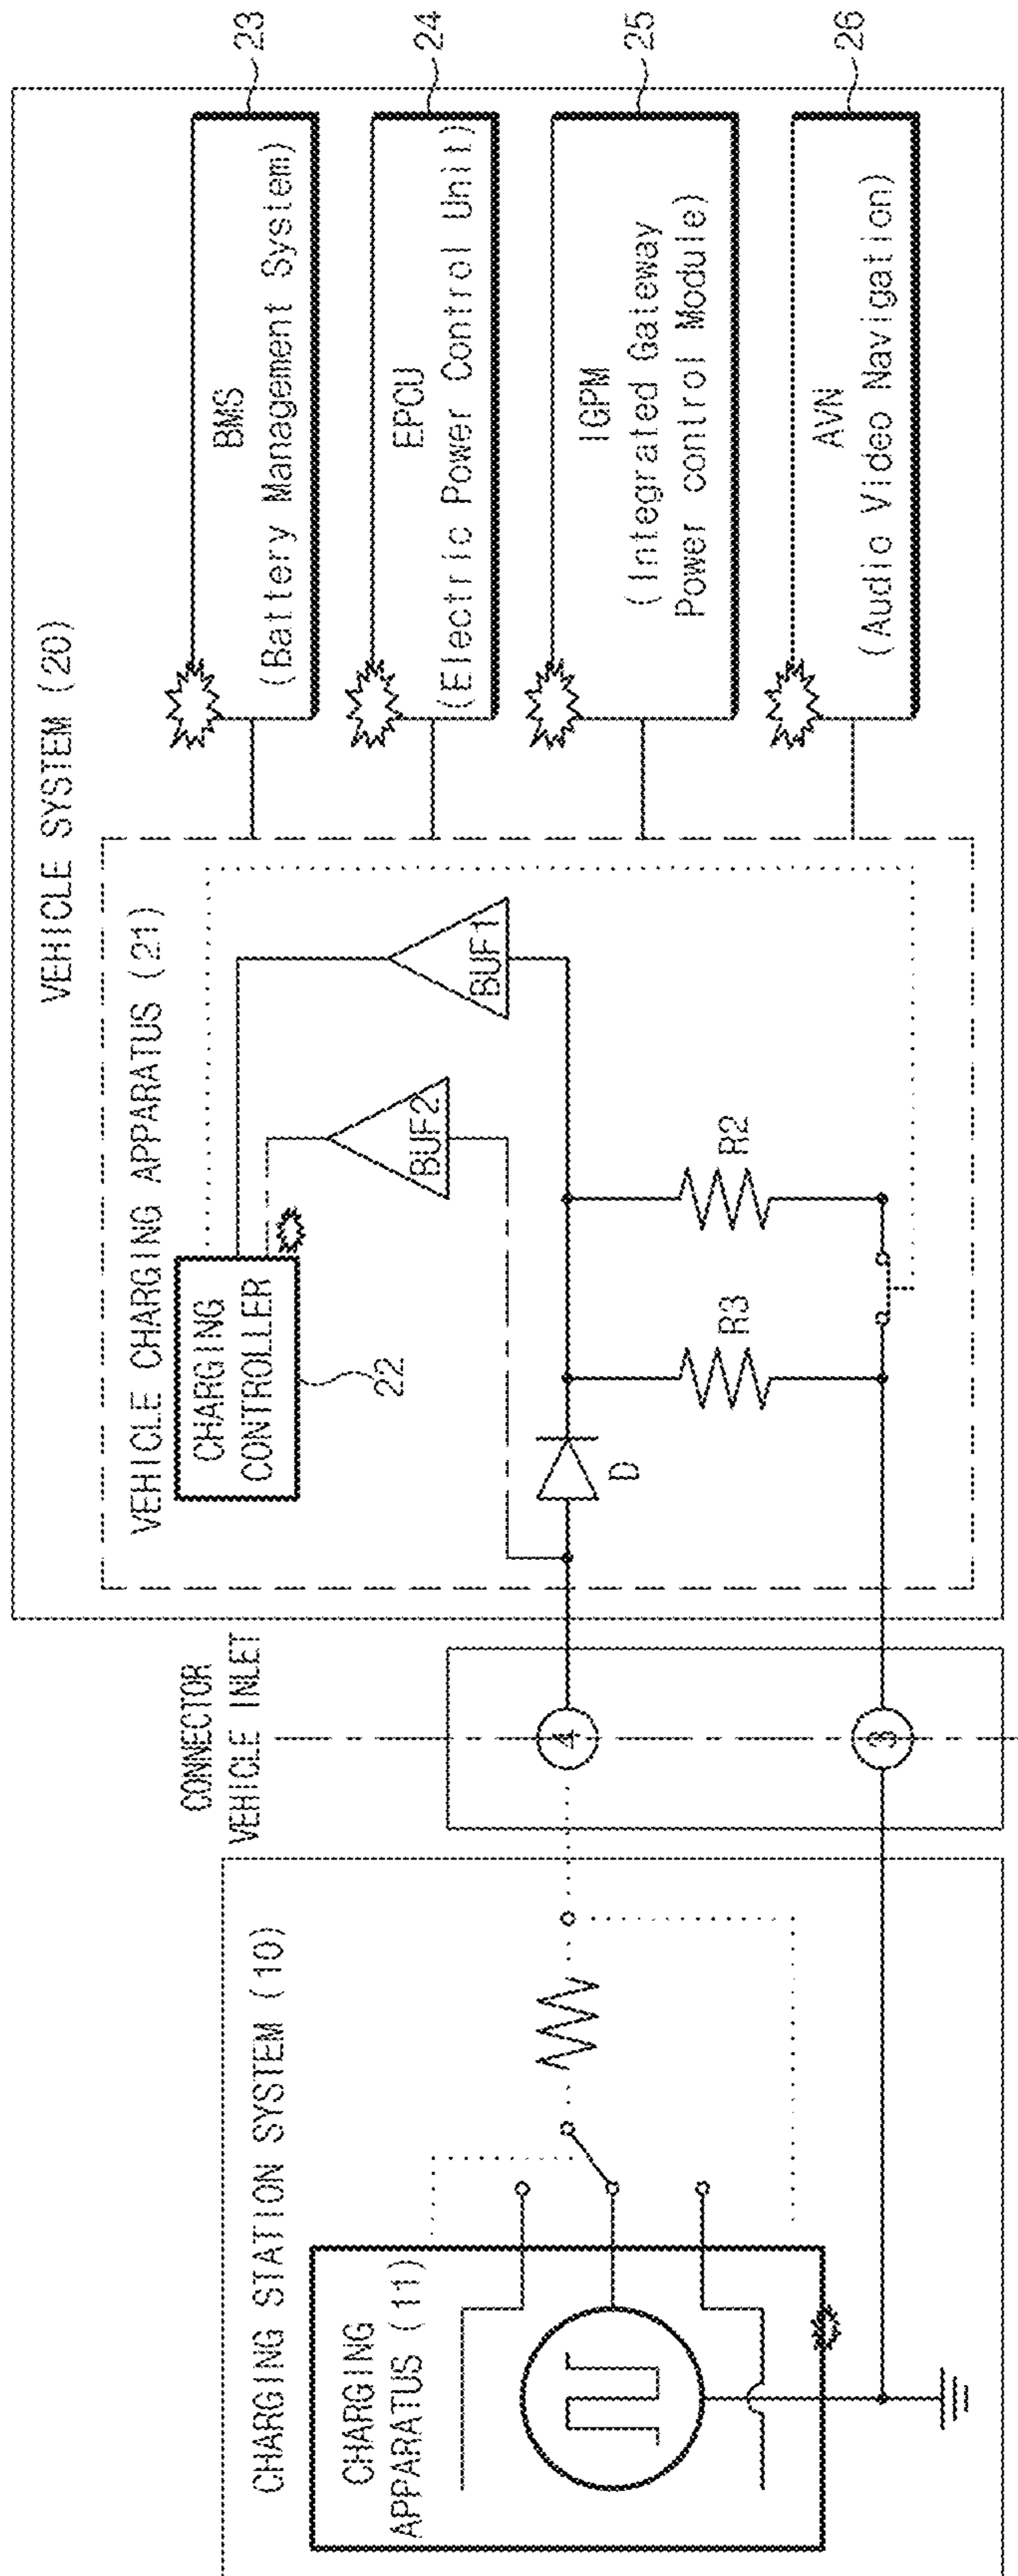 VEHICLE SYSTEM (20)
VEHICLE CHARGING APPARATUS (21)
CHARGING
CONTROLLER
22
BUF2
BUF1
D
R3
R2
BMS
(Battery Management System)
23
EPCU
(Electric Power Control Unit)
24
IGPM
(Integrated Gateway
Power control Module)
25
AVN
(Audio Video Navigation)
26
CONNECTOR
VEHICLE INLET
4
3
CHARGING STATION SYSTEM (10)
CHARGING
APPARATUS (11)